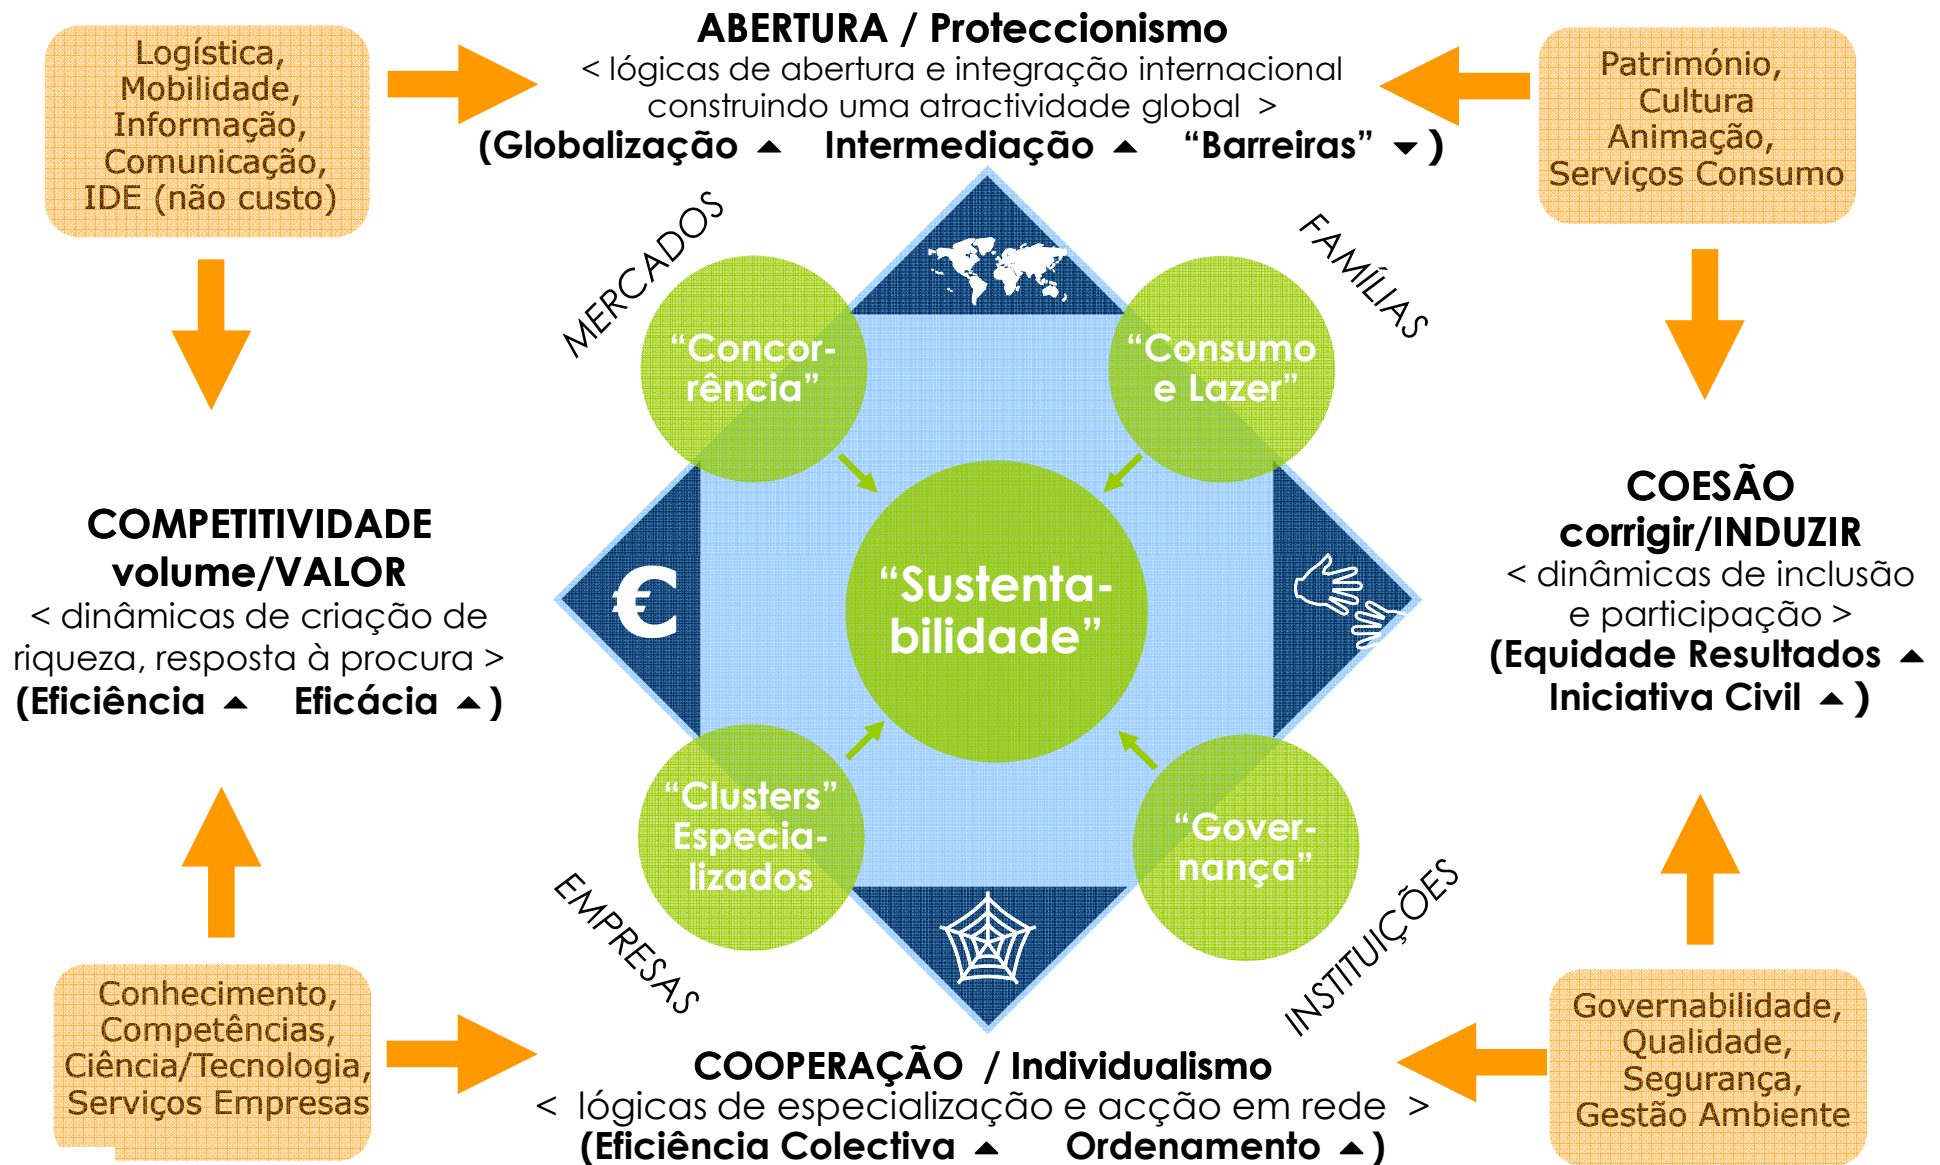 ABERTURA / Proteccionismo
< lógicas de abertura e integração internacional
construindo uma atractividade global >
(Globalização ▲ Intermediação ▲ “Barreiras” ▼ )
Logística,
Mobilidade,
Informação,
Comunicação,
IDE (não custo)
Património,
Cultura
Animação,
Serviços Consumo
MERCADOS
FAMÍLIAS
“Concor-
rência”
“Consumo
e Lazer”
COMPETITIVIDADE
volume/VALOR
< dinâmicas de criação de
riqueza, resposta à procura >
(Eficiência ▲ Eficácia ▲ )
€
“Sustenta-
bilidade”
COESÃO
corrigir/INDUZIR
< dinâmicas de inclusão
e participação >
(Equidade Resultados ▲
Iniciativa Civil ▲ )
“Clusters”
Especia-
lizados
“Gover-
nança”
EMPRESAS
INSTITUIÇÕES
Conhecimento,
Competências,
Ciência/Tecnologia,
Serviços Empresas
Governabilidade,
Qualidade,
Segurança,
Gestão Ambiente
COOPERAÇÃO / Individualismo
< lógicas de especialização e acção em rede >
(Eficiência Colectiva ▲ Ordenamento ▲ )